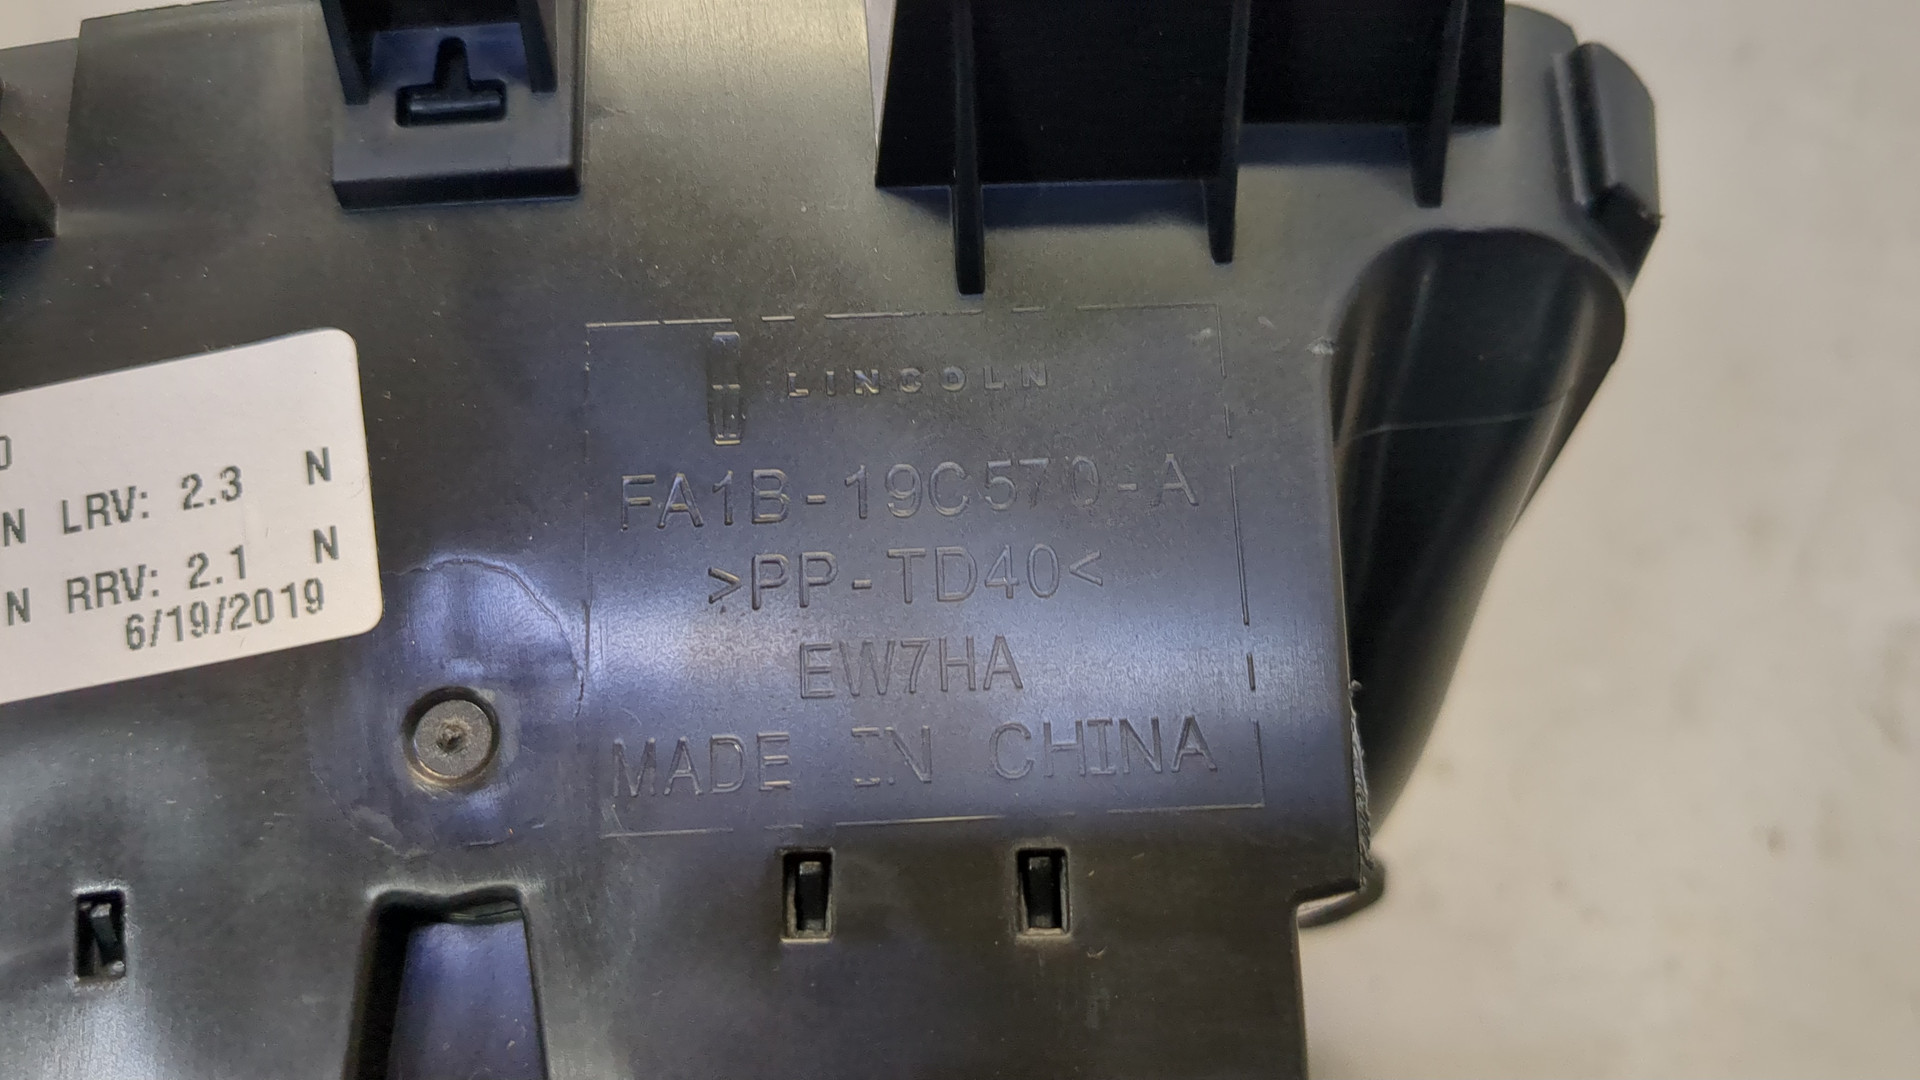 N LRV: 2.3 N
N RRV: 2.1 N
6/19/2019
LINCOLN
FA1B-19C570-A
>PP-TD40<
EW7HA
MADE IN CHINA